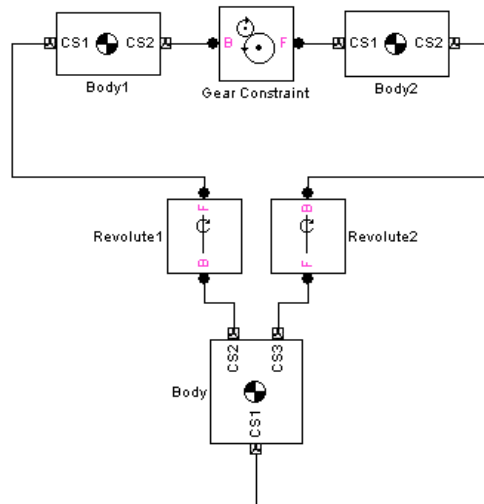 CS1 CS2
B F
CS1 CS2
Body1
Gear Constraint
Body2
F
B
Revolute1
B
F
Revolute2
CS2 CS3
Body
CS1